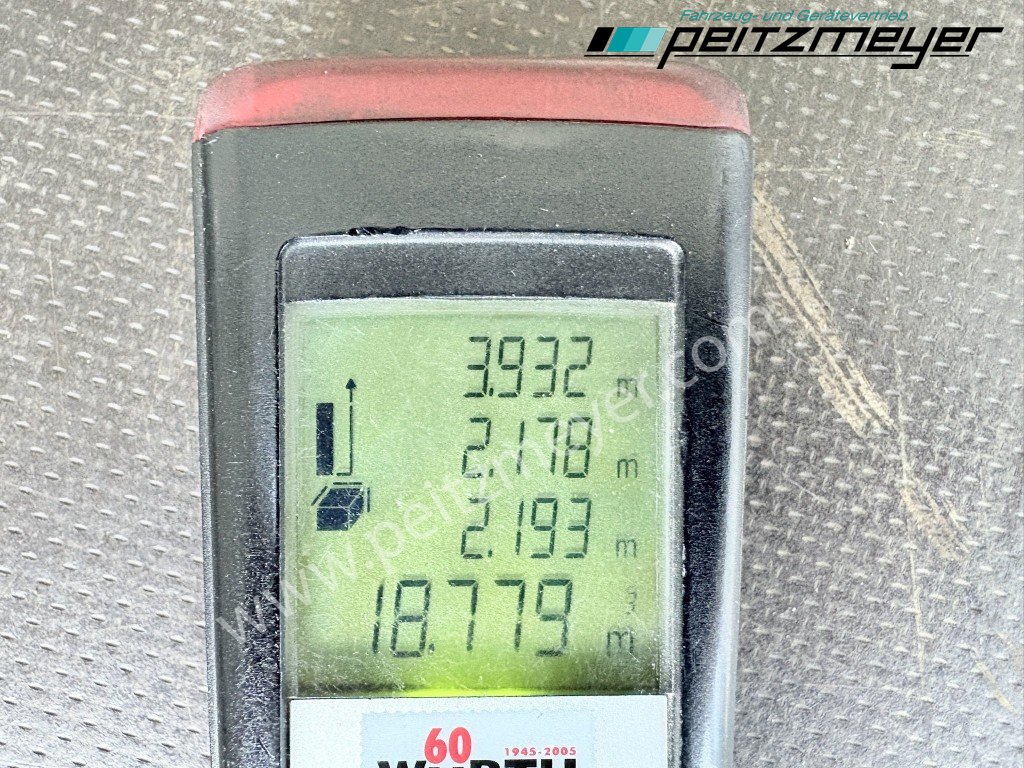 Fahrzeug- und Gerätevertrieb
peitzmeyer
3.932 m
2.178 m
2.193 m
18.779 m³
www.peitzmeyer.com
60 1945-2005
WÜRTH